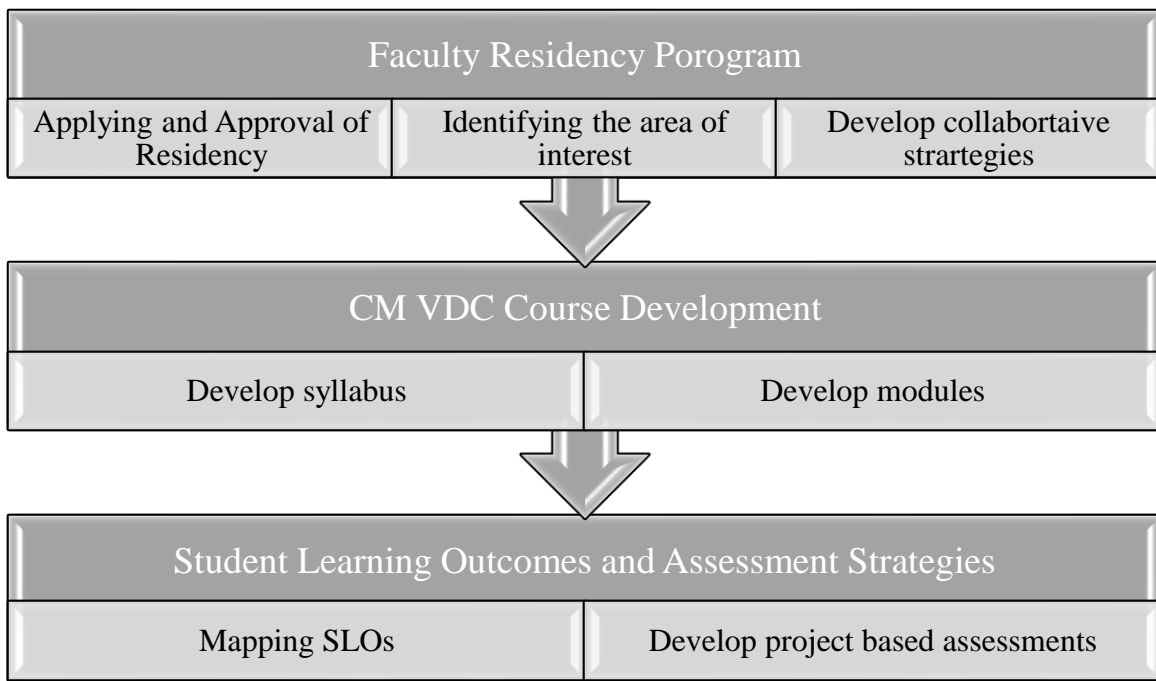 Faculty Residency Porogram
Applying and Approval of
Residency
Identifying the area of
interest
Develop collabortaive
strartegies
CM VDC Course Development
Develop syllabus
Develop modules
Student Learning Outcomes and Assessment Strategies
Mapping SLOs
Develop project based assessments